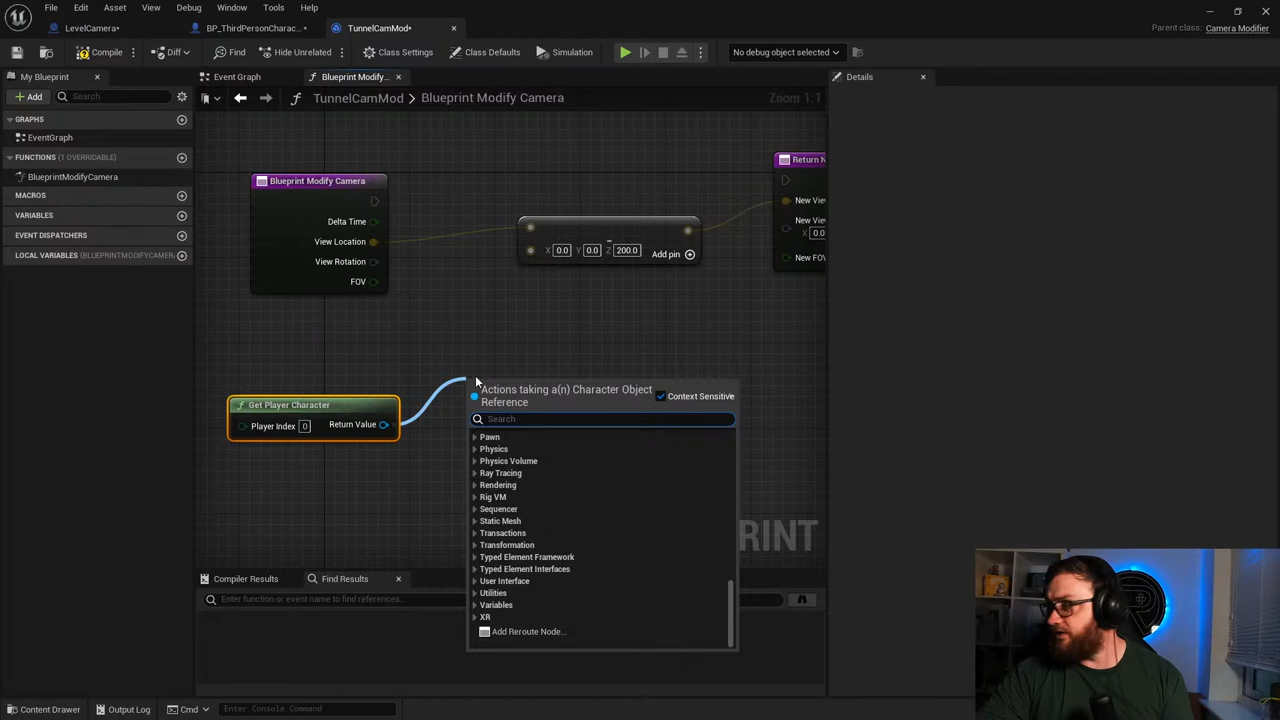 File Edit Asset View Debug Window Tools Help
LevelCamera•
BP_ThirdPersonCharac...•
TunnelCamMod•
Parent class: Camera Modifier
Compile
Diff
Find
Hide Unrelated
Class Settings
Class Defaults
Simulation
No debug object selected
My Blueprint
Event Graph
Blueprint Modify...
Details
Add
Search
TunnelCamMod > Blueprint Modify Camera
Zoom 1:1
GRAPHS
EventGraph
FUNCTIONS (1 OVERRIDABLE)
BlueprintModifyCamera
MACROS
VARIABLES
EVENT DISPATCHERS
LOCAL VARIABLES (BLUEPRINTMODIFYCAMERA)
Blueprint Modify Camera
Delta Time
View Location
View Rotation
FOV
X 0.0 Y 0.0 Z 200.0
Add pin
Return N
New Vie
New Vie
X 0.0
New FOV
Get Player Character
Player Index 0
Return Value
Actions taking a(n) Character Object
Reference
Context Sensitive
Search
Pawn
Physics
Physics Volume
Ray Tracing
Rendering
Rig VM
Sequencer
Static Mesh
Transactions
Transformation
Typed Element Framework
Typed Element Interfaces
User Interface
Utilities
Variables
XR
Add Reroute Node...
RINT
Compiler Results
Find Results
Enter function or event name to find references...
Content Drawer
Output Log
Cmd
Enter Console Command